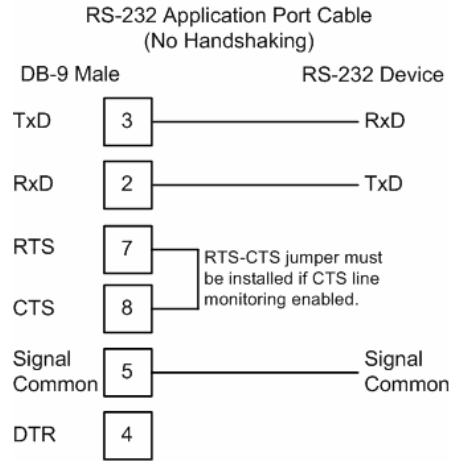 RS-232 Application Port Cable
(No Handshaking)
DB-9 Male RS-232 Device
TxD 3 RxD
RxD 2 TxD
RTS 7
RTS-CTS jumper must
be installed if CTS line
monitoring enabled.
CTS 8
Signal
Common 5 Signal
Common
DTR 4